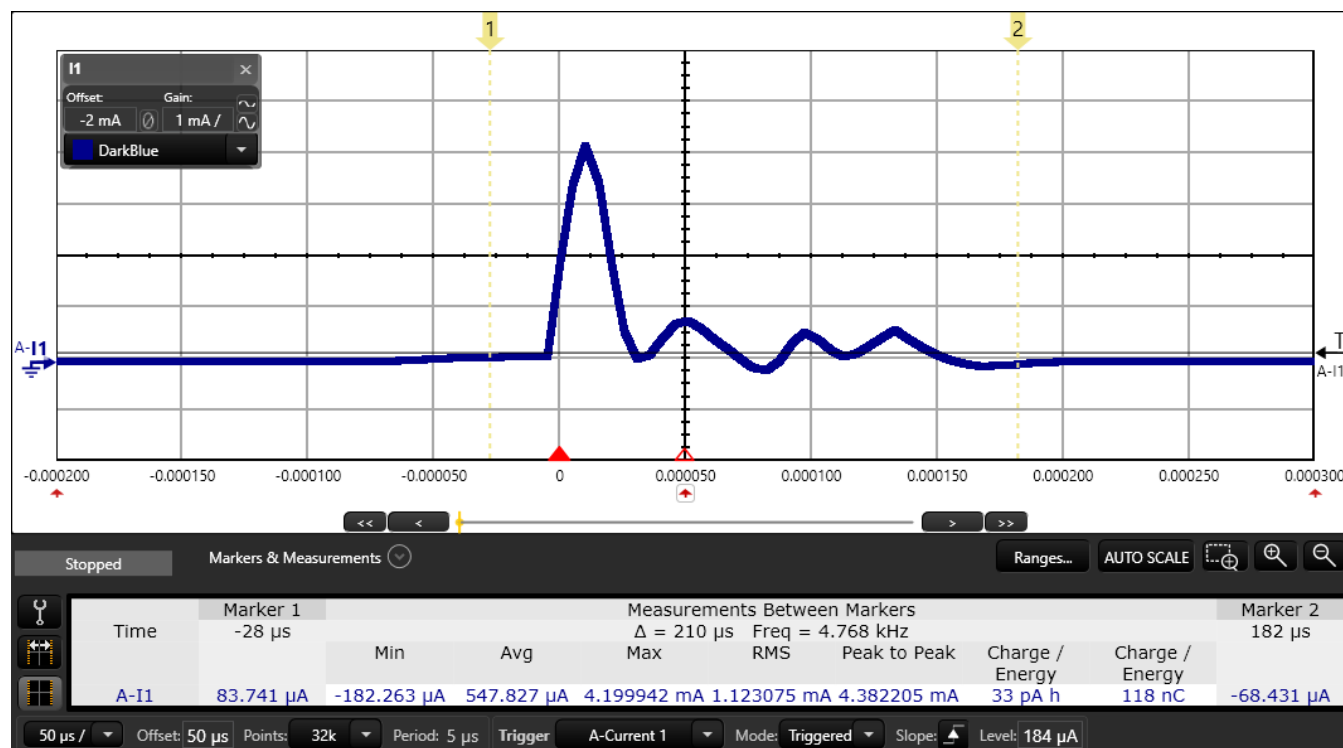 1 2
I1 ×
Offset: Gain:
-2 mA 1 mA /
DarkBlue
A-I1
T
A-I1
-0.000200 -0.000150 -0.000100 -0.000050 0 0.000050 0.000100 0.000150 0.000200 0.000250 0.000300
<< < > >>
Stopped Markers & Measurements Ranges... AUTO SCALE
Marker 1 Measurements Between Markers Marker 2
Time -28 µs Δ = 210 µs Freq = 4.768 kHz 182 µs
Min Avg Max RMS Peak to Peak Charge / Charge /
Energy Energy
A-I1 83.741 µA -182.263 µA 547.827 µA 4.199942 mA 1.123075 mA 4.382205 mA 33 pA h 118 nC -68.431 µA
50 µs / Offset: 50 µs Points: 32k Period: 5 µs Trigger A-Current 1 Mode: Triggered Slope: Level: 184 µA